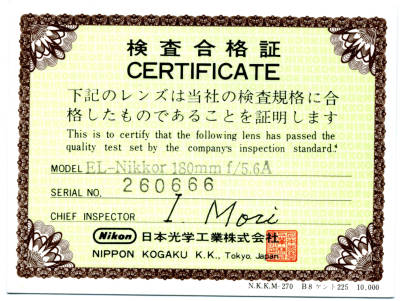 検査合格証
CERTIFICATE
下記のレンズは当社の検査規格に合
格したものであることを証明します
This is to certify that the following lens has passed the
quality test set by the company's inspection standard.
MODEL EL-Nikkor 180mm f/5.6A
SERIAL NO. 260666
CHIEF INSPECTOR I. Mori
Nikon 日本光学工業株式会社
NIPPON KOGAKU K.K., Tokyo, Japan
N.K.K.M-270 B8ケント225 10,000